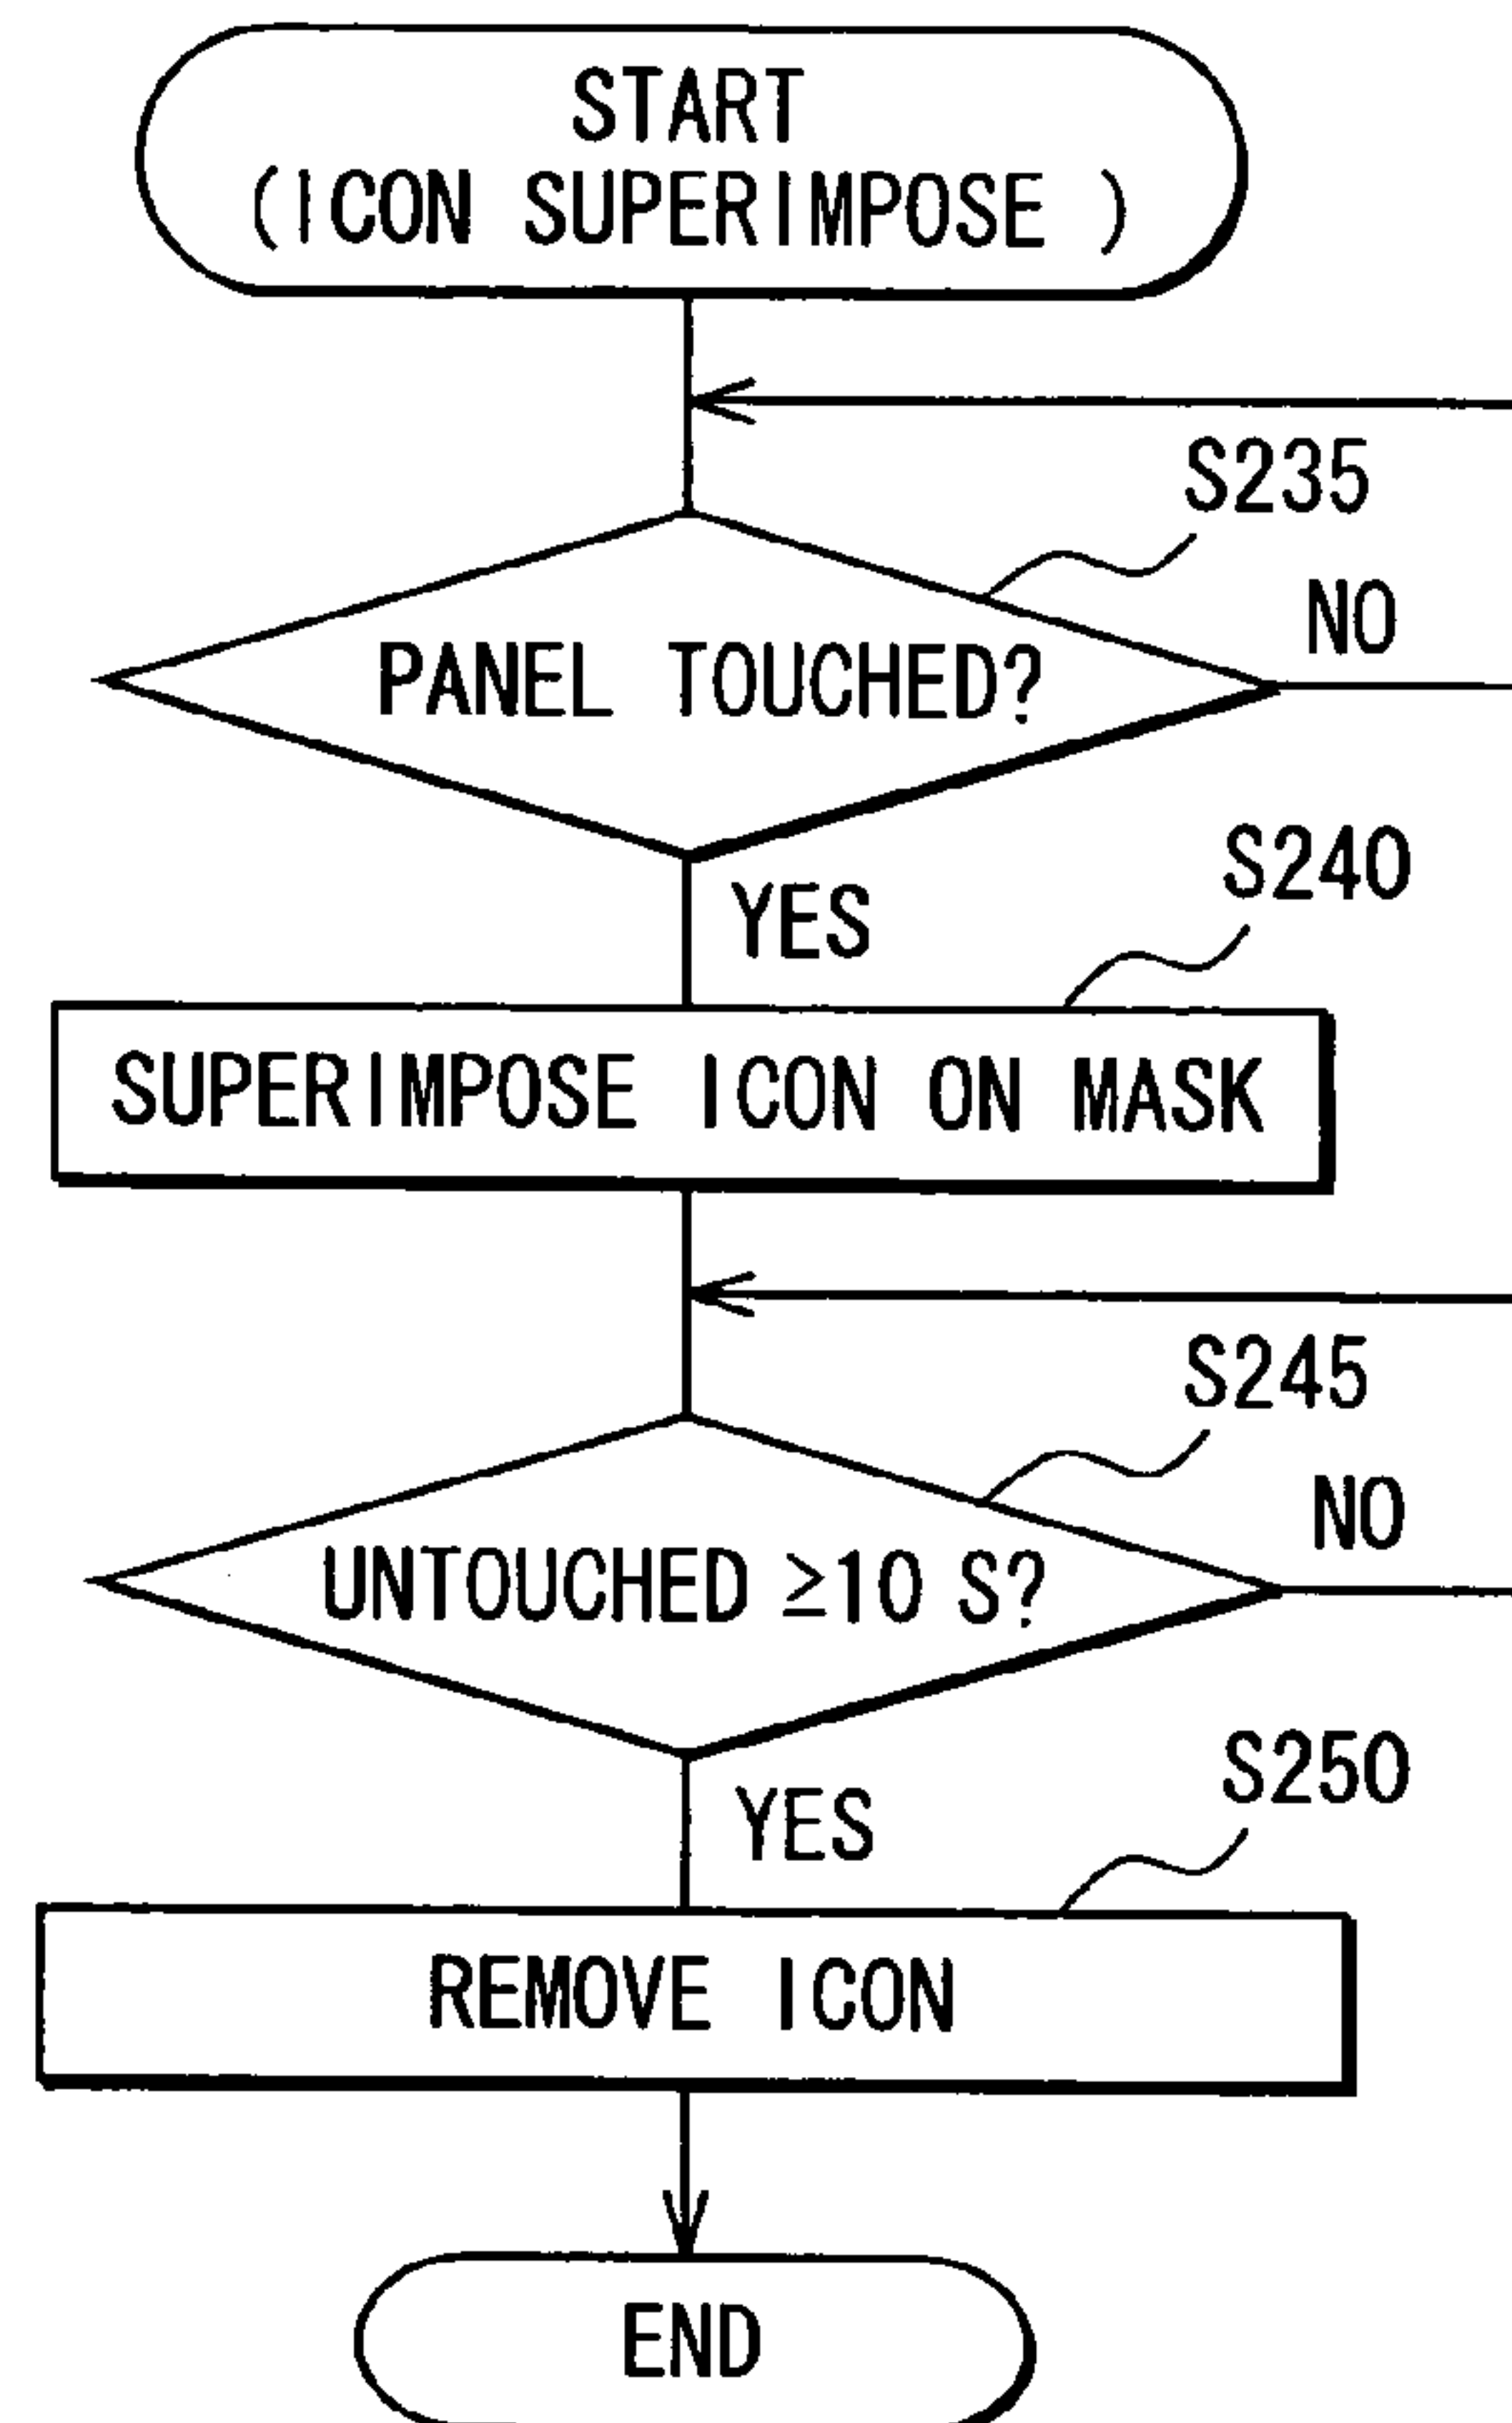 START
(ICON SUPERIMPOSE )
S235
NO
PANEL TOUCHED?
S240
YES
SUPERIMPOSE ICON ON MASK
S245
NO
UNTOUCHED ≥10 S?
S250
YES
REMOVE ICON
END